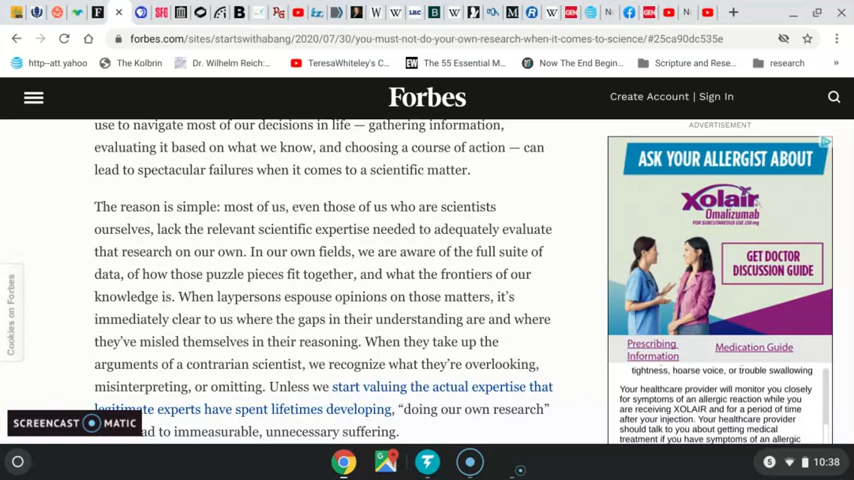 forbes.com/sites/startswithabang/2020/07/30/you-must-not-do-your-own-research-when-it-comes-to-science/#25ca90dc535e
http--att.yahoo
The Kolbrin
Dr. Wilhelm Reich:...
TeresaWhiteley's C...
The 55 Essential M...
Now The End Begin...
Scripture and Rese...
research
»
Forbes
Create Account | Sign In
use to navigate most of our decisions in life — gathering information,
evaluating it based on what we know, and choosing a course of action — can
lead to spectacular failures when it comes to a scientific matter.
The reason is simple: most of us, even those of us who are scientists
ourselves, lack the relevant scientific expertise needed to adequately evaluate
that research on our own. In our own fields, we are aware of the full suite of
data, of how those puzzle pieces fit together, and what the frontiers of our
knowledge is. When laypersons espouse opinions on those matters, it's
immediately clear to us where the gaps in their understanding are and where
they've misled themselves in their reasoning. When they take up the
arguments of a contrarian scientist, we recognize what they're overlooking,
misinterpreting, or omitting. Unless we start valuing the actual expertise that
legitimate experts have spent lifetimes developing, “doing our own research”
ad to immeasurable, unnecessary suffering.
Cookies on Forbes
SCREENCAST MATIC
ADVERTISEMENT
ASK YOUR ALLERGIST ABOUT
Xolair
Omalizumab
FOR SUBCUTANEOUS USE 150 mg
GET DOCTOR
DISCUSSION GUIDE
Prescribing
Information
Medication Guide
tightness, hoarse voice, or trouble swallowing
Your healthcare provider will monitor you closely
for symptoms of an allergic reaction while you
are receiving XOLAIR and for a period of time
after your injection. Your healthcare provider
should talk to you about getting medical
treatment if you have symptoms of an allergic
5
10:38